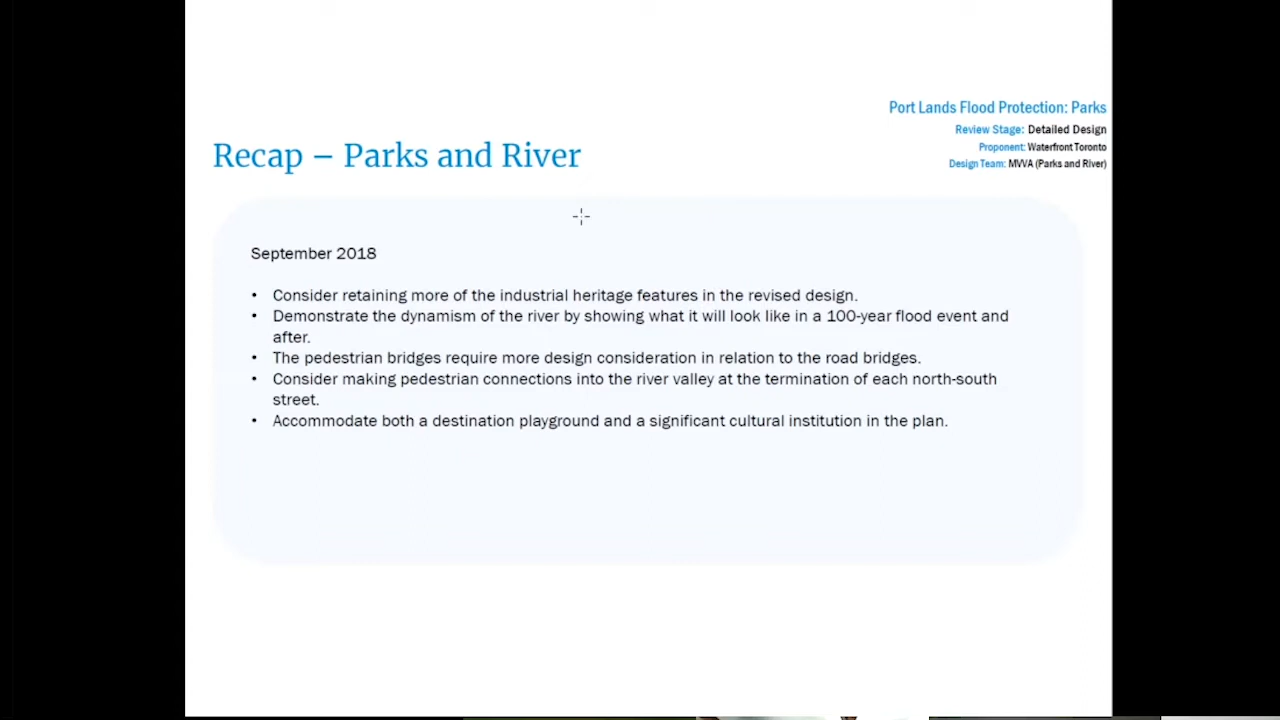 Port Lands Flood Protection: Parks
Review Stage: Detailed Design
Proponent: Waterfront Toronto
Design Team: MVVA (Parks and River)
Recap – Parks and River
September 2018
• Consider retaining more of the industrial heritage features in the revised design.
• Demonstrate the dynamism of the river by showing what it will look like in a 100-year flood event and
after.
• The pedestrian bridges require more design consideration in relation to the road bridges.
• Consider making pedestrian connections into the river valley at the termination of each north-south
street.
• Accommodate both a destination playground and a significant cultural institution in the plan.